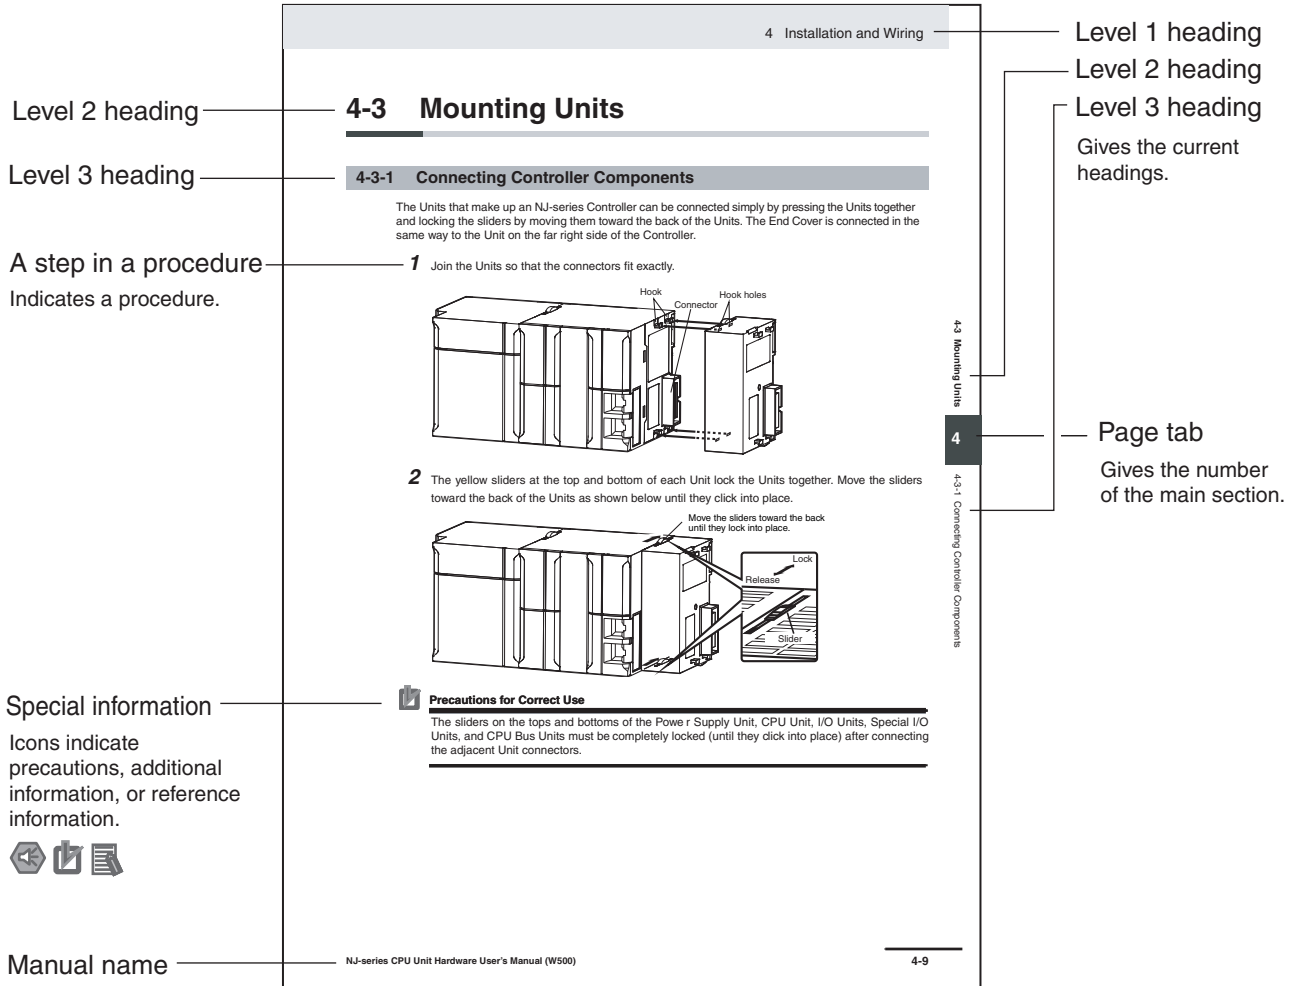 4 Installation and Wiring
Level 1 heading
Level 2 heading
Level 3 heading
Gives the current
headings.
Level 2 heading
4-3 Mounting Units
Level 3 heading
4-3-1 Connecting Controller Components
The Units that make up an NJ-series Controller can be connected simply by pressing the Units together
and locking the sliders by moving them toward the back of the Units. The End Cover is connected in the
same way to the Unit on the far right side of the Controller.
A step in a procedure
Indicates a procedure.
1 Join the Units so that the connectors fit exactly.
Hook
Connector
Hook holes
4-3 Mounting Units
4
4-3-1 Connecting Controller Components
Page tab
Gives the number
of the main section.
2 The yellow sliders at the top and bottom of each Unit lock the Units together. Move the sliders
toward the back of the Units as shown below until they click into place.
Move the sliders toward the back
until they lock into place.
Lock
Release
Slider
Special information
Icons indicate
precautions, additional
information, or reference
information.
Precautions for Correct Use
The sliders on the tops and bottoms of the Power Supply Unit, CPU Unit, I/O Units, Special I/O
Units, and CPU Bus Units must be completely locked (until they click into place) after connecting
the adjacent Unit connectors.
Manual name
NJ-series CPU Unit Hardware User's Manual (W500)
4-9